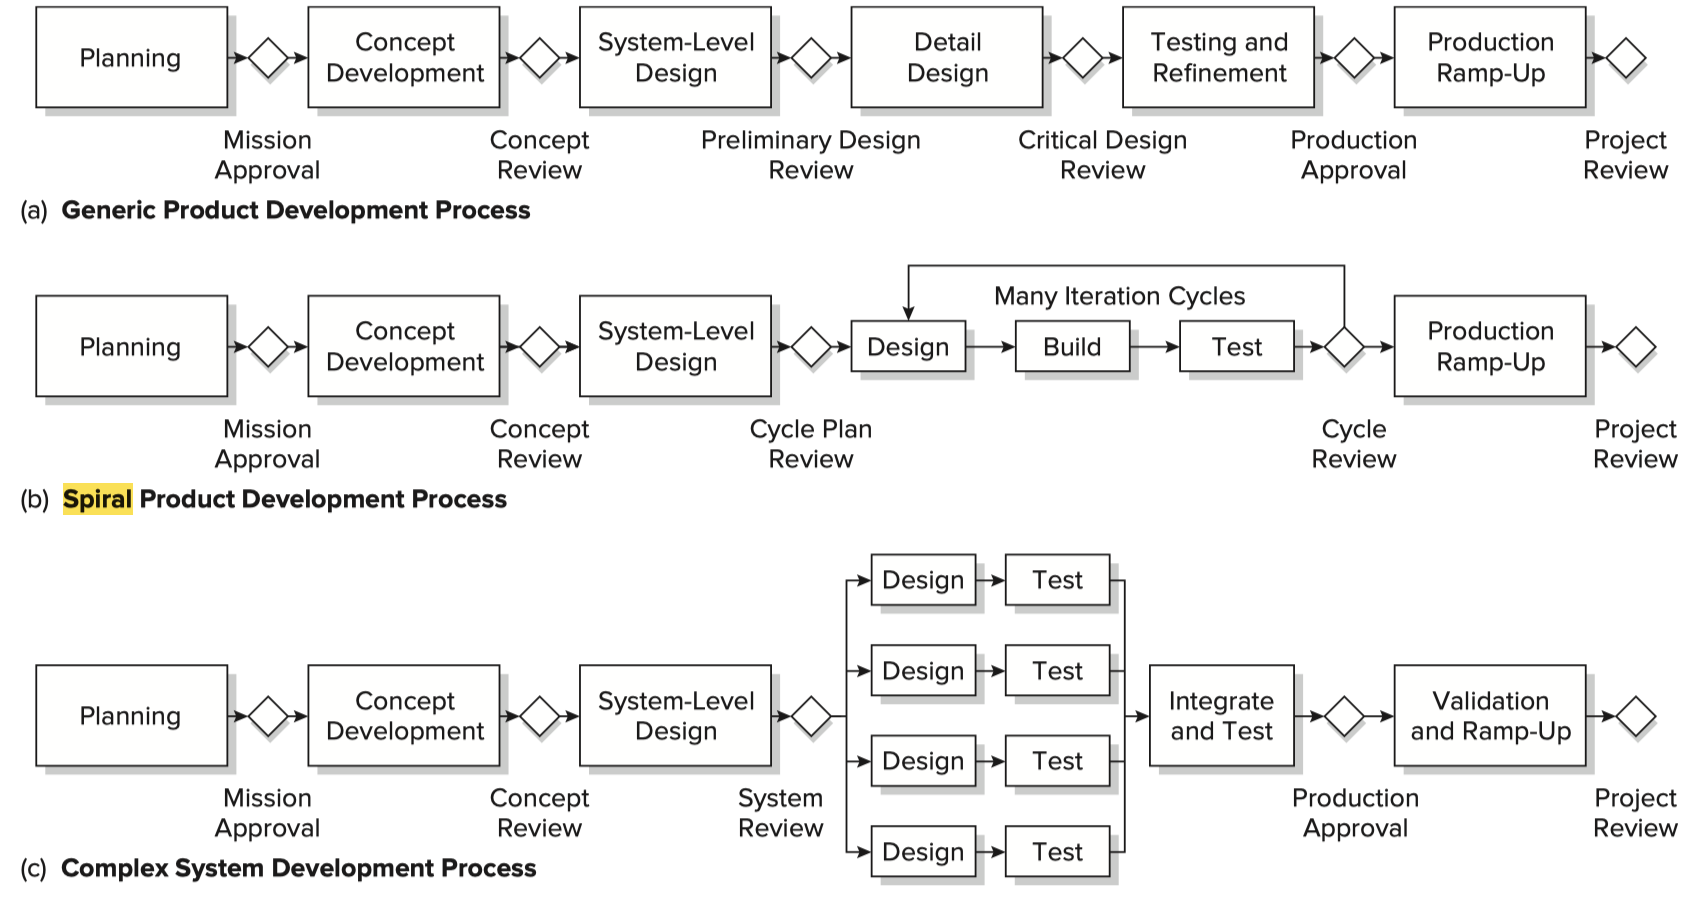 Planning
Concept
Development
System-Level
Design
Detail
Design
Testing and
Refinement
Production
Ramp-Up
Mission
Approval
Concept
Review
Preliminary Design
Review
Critical Design
Review
Production
Approval
Project
Review
(a) Generic Product Development Process
Many Iteration Cycles
Planning
Concept
Development
System-Level
Design
Design
Build
Test
Production
Ramp-Up
Mission
Approval
Concept
Review
Cycle Plan
Review
Cycle
Review
Project
Review
(b) Spiral Product Development Process
Design
Test
Design
Test
Planning
Concept
Development
System-Level
Design
Integrate
and Test
Validation
and Ramp-Up
Design
Test
Design
Test
Mission
Approval
Concept
Review
System
Review
Production
Approval
Project
Review
(c) Complex System Development Process